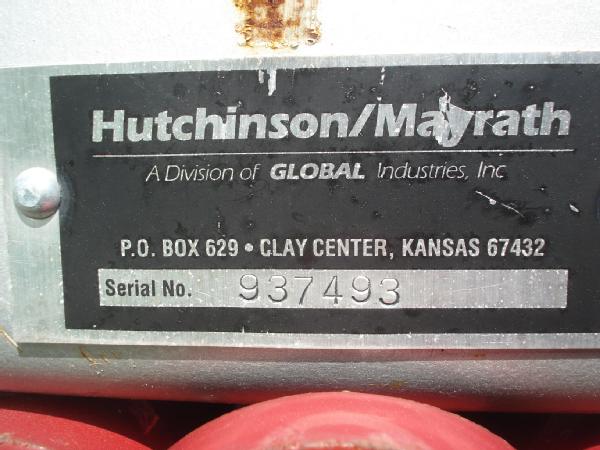 Hutchinson/Mayrath
A Division of GLOBAL Industries, Inc
P.O. BOX 629 • CLAY CENTER, KANSAS 67432
Serial No. 937493